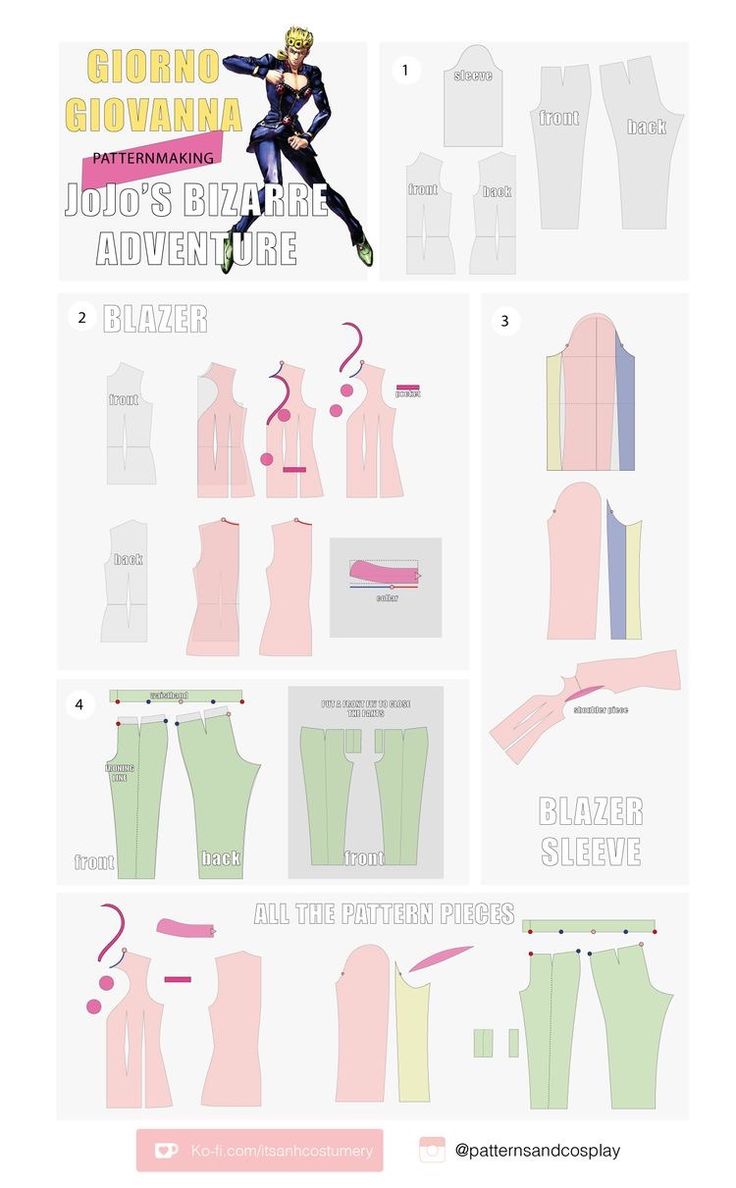 GIORNO
GIOVANNA
PATTERNMAKING
JoJo'S BIZARRE
ADVENTURE
1
sleeve
front
back
front
back
2
BLAZER
front
pocket
back
collar
3
shoulder piece
BLAZER
SLEEVE
4
waistband
IRONING
LINE
front
back
PUT A FRONT FLY TO CLOSE
THE PANTS
front
ALL THE PATTERN PIECES
Ko-fi.com/itsanhcostumery
@patternsandcosplay